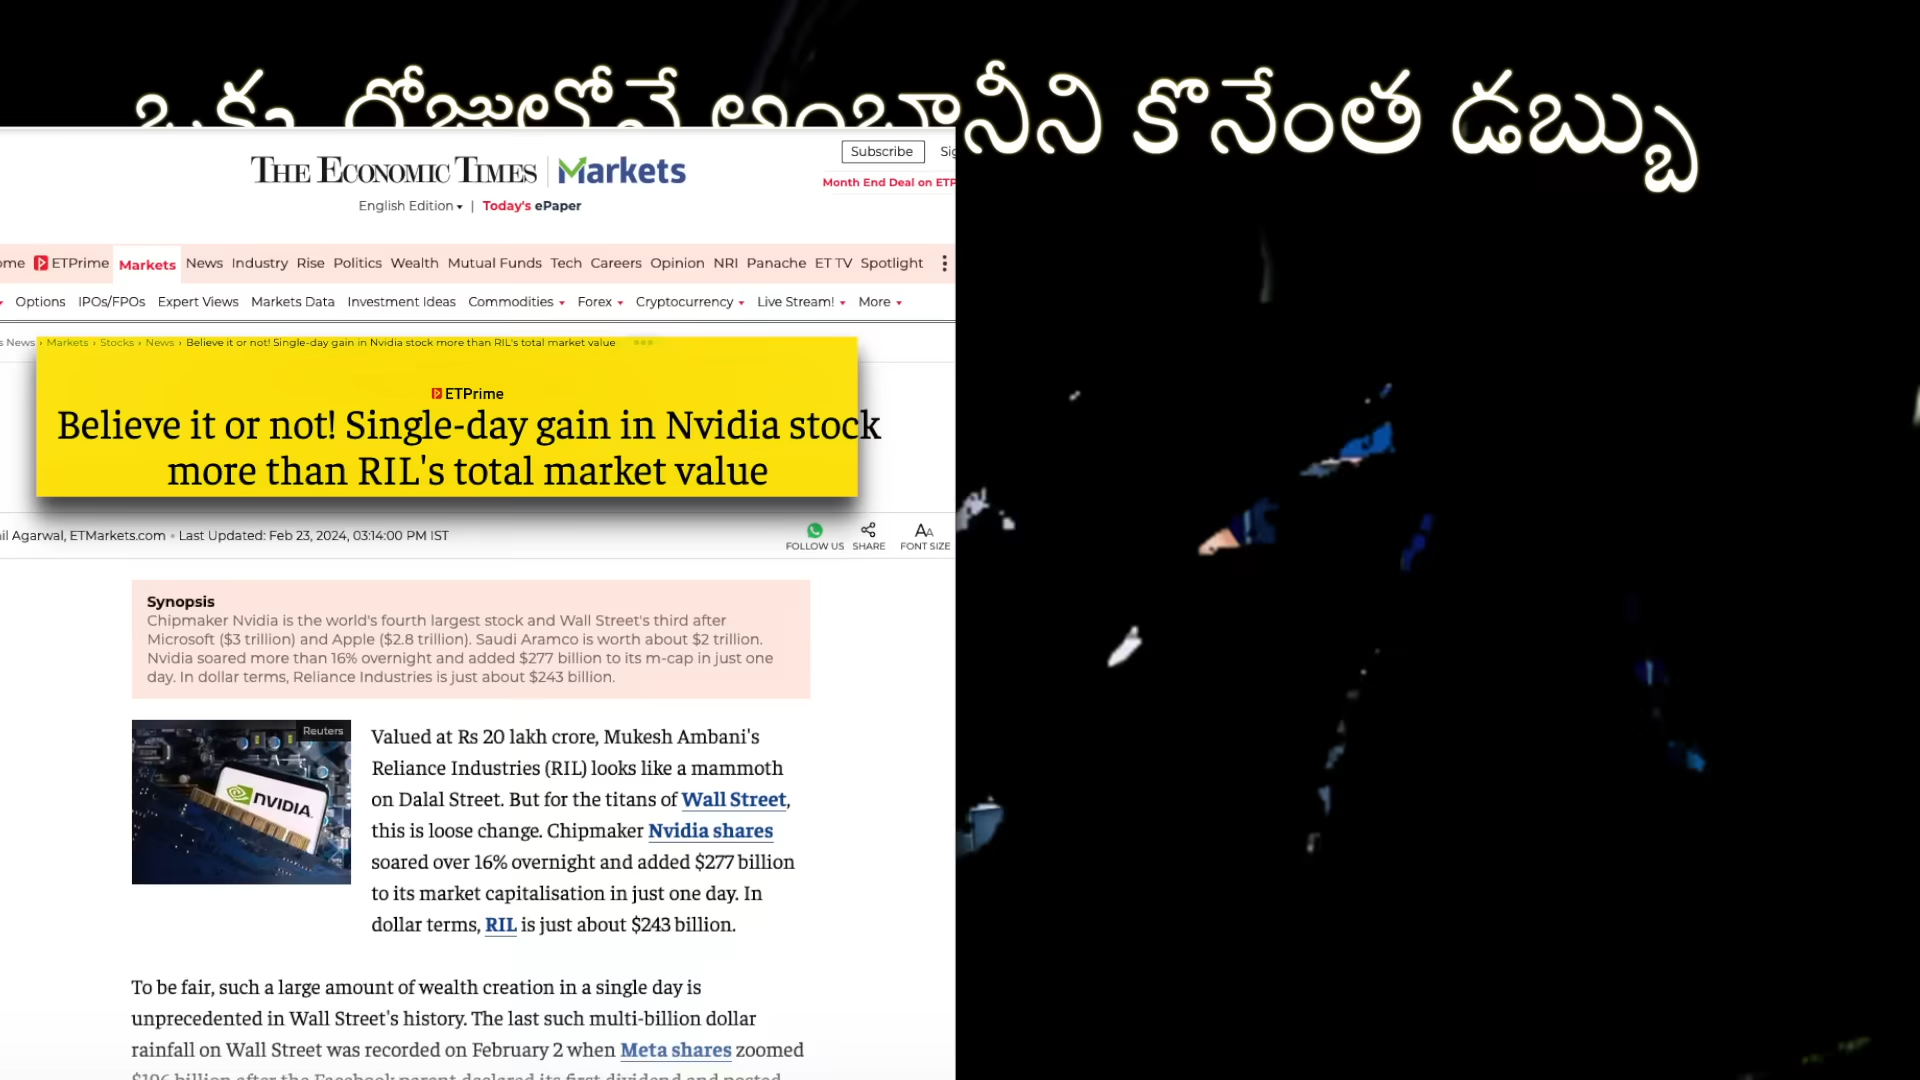 ఒక్క రోజులోనే అంబానీని కొనేంత డబ్బు
THE ECONOMIC TIMES | Markets
Subscribe
Month End Deal on ETP
English Edition | Today's ePaper
ETPrime Markets News Industry Rise Politics Wealth Mutual Funds Tech Careers Opinion NRI Panache ET TV Spotlight
Options IPOs/FPOs Expert Views Markets Data Investment Ideas Commodities Forex Cryptocurrency Live Stream! More
News › Markets › Stocks › News › Believe it or not! Single-day gain in Nvidia stock more than RIL's total market value
ETPrime
Believe it or not! Single-day gain in Nvidia stock
more than RIL's total market value
Agarwal, ETMarkets.com • Last Updated: Feb 23, 2024, 03:14:00 PM IST
FOLLOW US SHARE FONT SIZE
Synopsis
Chipmaker Nvidia is the world's fourth largest stock and Wall Street's third after
Microsoft ($3 trillion) and Apple ($2.8 trillion). Saudi Aramco is worth about $2 trillion.
Nvidia soared more than 16% overnight and added $277 billion to its m-cap in just one
day. In dollar terms, Reliance Industries is just about $243 billion.
Reuters
NVIDIA.
Valued at Rs 20 lakh crore, Mukesh Ambani's
Reliance Industries (RIL) looks like a mammoth
on Dalal Street. But for the titans of Wall Street,
this is loose change. Chipmaker Nvidia shares
soared over 16% overnight and added $277 billion
to its market capitalisation in just one day. In
dollar terms, RIL is just about $243 billion.
To be fair, such a large amount of wealth creation in a single day is
unprecedented in Wall Street's history. The last such multi-billion dollar
rainfall on Wall Street was recorded on February 2 when Meta shares zoomed
$196 billion after the Facebook parent declared its first dividend and posted